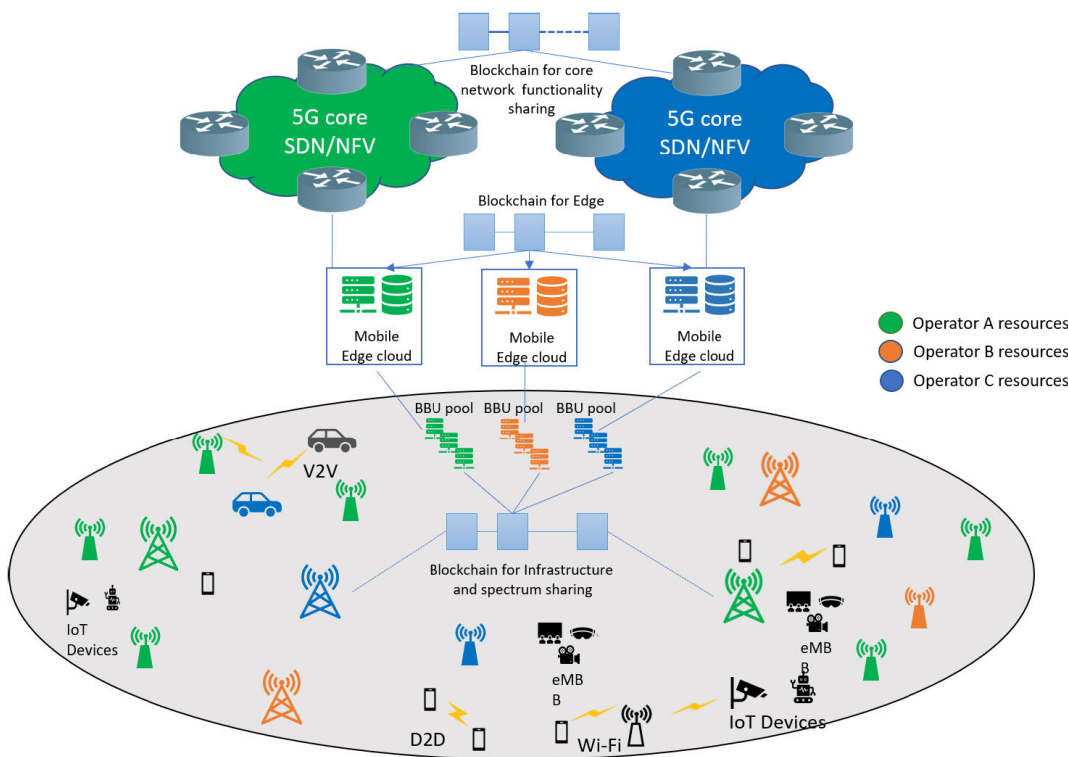 Blockchain for core
network functionality
sharing
5G core
SDN/NFV
5G core
SDN/NFV
Blockchain for Edge
Mobile
Edge cloud
Mobile
Edge cloud
Mobile
Edge cloud
Operator A resources
Operator B resources
Operator C resources
BBU pool
BBU pool
BBU pool
V2V
Blockchain for Infrastructure
and spectrum sharing
IoT
Devices
eMB
B
eMB
B
D2D
Wi-Fi
IoT Devices